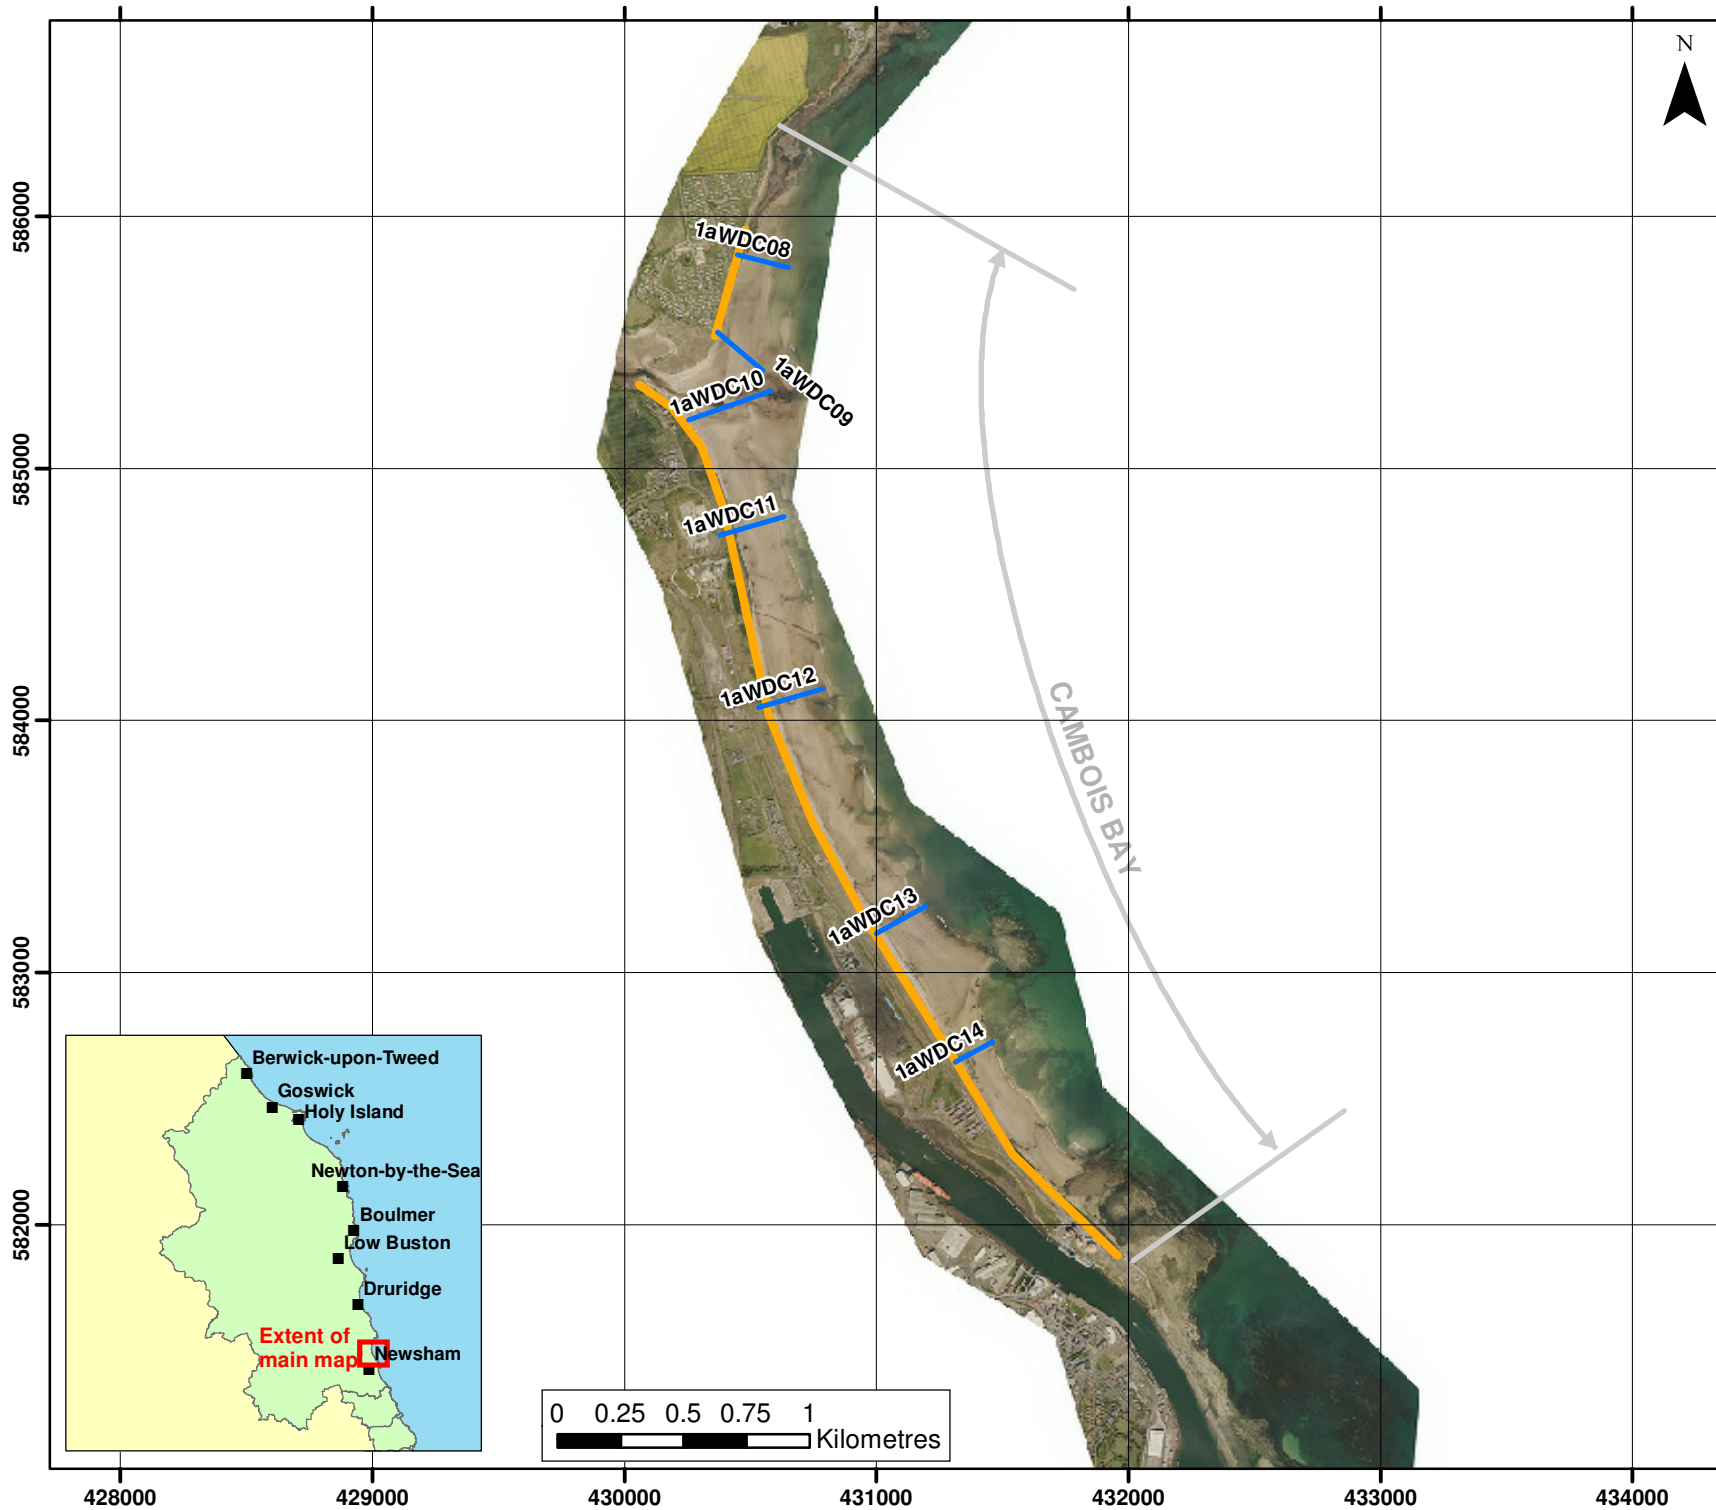 N
586000
585000
584000
583000
582000
1aWDC08
1aWDC09
1aWDC10
1aWDC11
1aWDC12
1aWDC13
1aWDC14
CAMBOIS BAY
Berwick-upon-Tweed
Goswick
Holy Island
Newton-by-the-Sea
Boulmer
Low Buston
Druridge
Extent of
main map
Newsham
0 0.25 0.5 0.75 1
Kilometres
428000 429000 430000 431000 432000 433000 434000